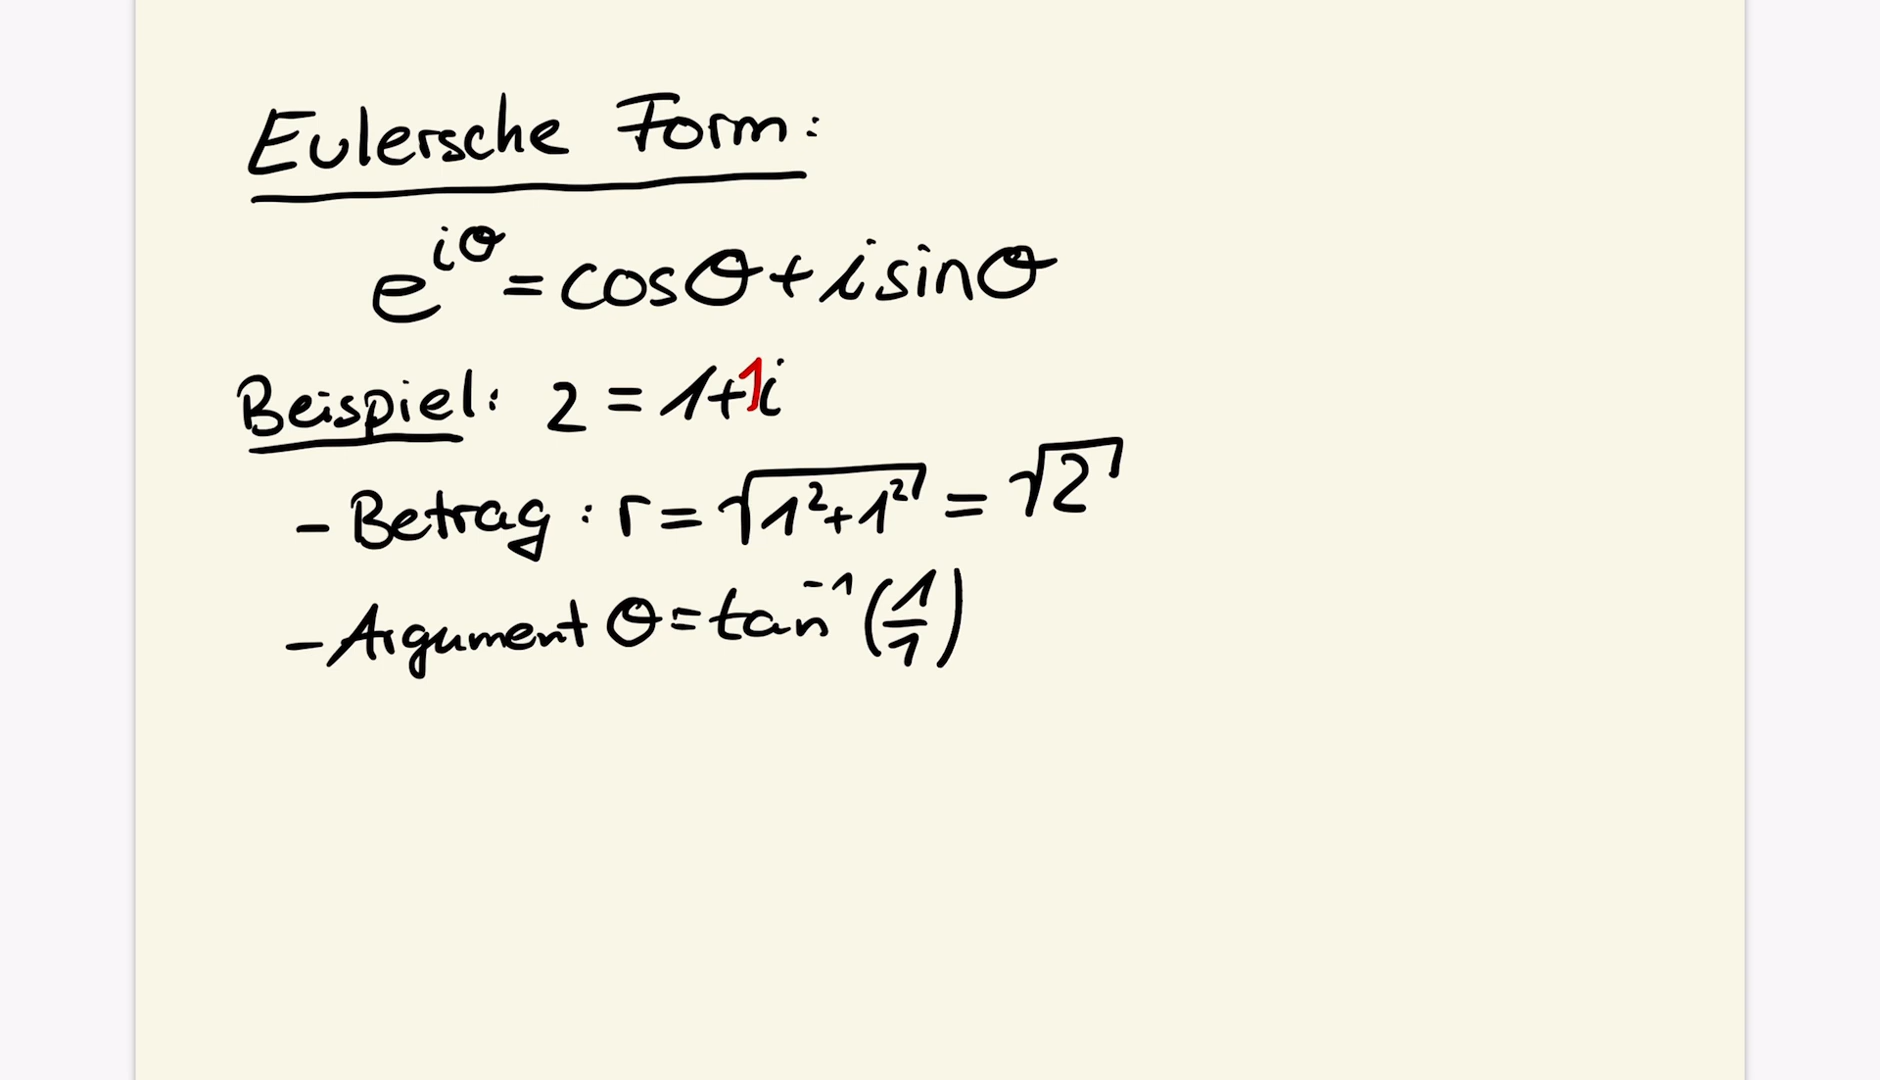 Eulersche Form:
e^{iθ} = cosθ + i sinθ
Beispiel: z = 1+1i
- Betrag: r = √(1²+1²) = √2
- Argument θ = tan⁻¹(1/1)